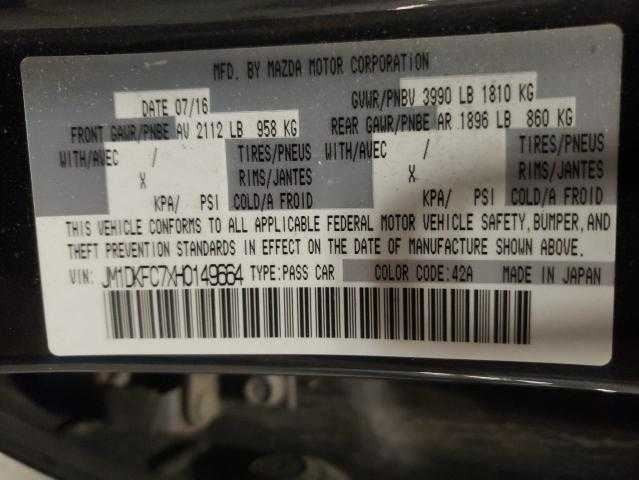 MFD. BY MAZDA MOTOR CORPORATION
DATE 07/16 GVWR/PNBV 3990 LB 1810 KG
FRONT GAWR/PNBE AV 2112 LB 958 KG REAR GAWR/PNBE AR 1896 LB 860 KG
WITH/AVEC / TIRES/PNEUS WITH/AVEC / TIRES/PNEUS
X RIMS/JANTES X RIMS/JANTES
KPA/ PSI COLD/A FROID KPA/ PSI COLD/A FROID
THIS VEHICLE CONFORMS TO ALL APPLICABLE FEDERAL MOTOR VEHICLE SAFETY, BUMPER, AND
THEFT PREVENTION STANDARDS IN EFFECT ON THE DATE OF MANUFACTURE SHOWN ABOVE.
VIN: JM1DKFC7XH0149664 TYPE: PASS CAR COLOR CODE: 42A MADE IN JAPAN